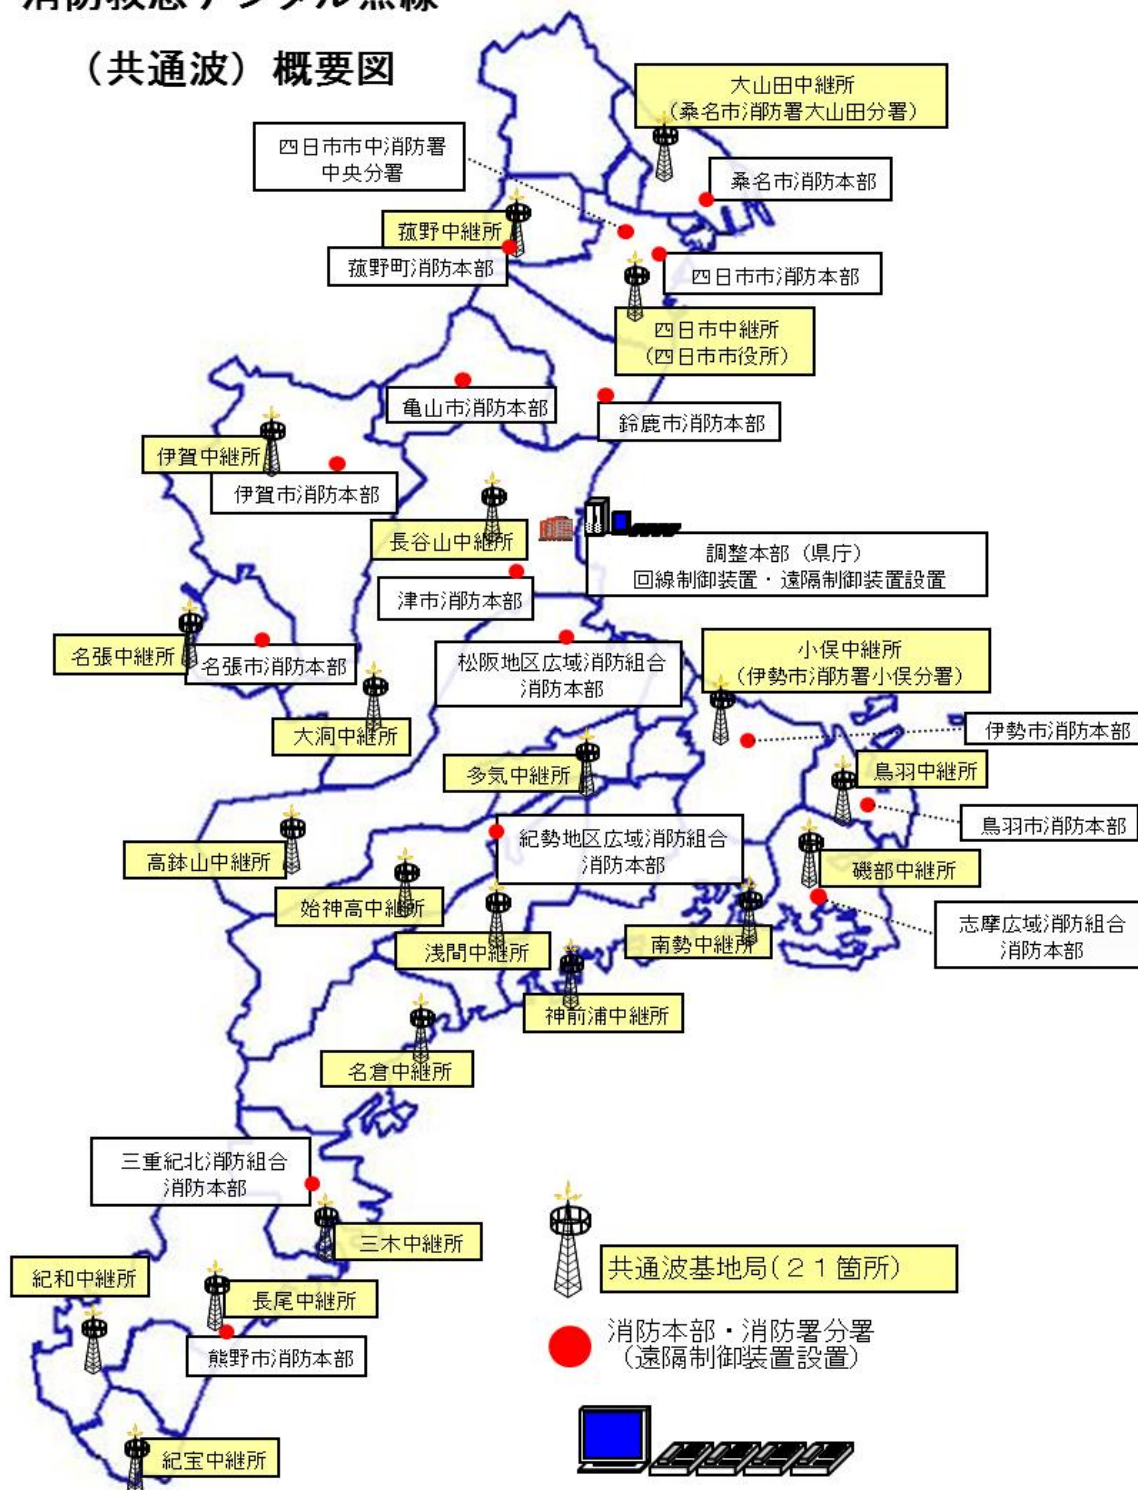 消防救急デジタル無線
（共通波）概要図
大山田中継所
（桑名市消防署大山田分署）
四日市市中消防署
中央分署
桑名市消防本部
菰野中継所
菰野町消防本部
四日市市消防本部
四日市中継所
（四日市市役所）
亀山市消防本部
鈴鹿市消防本部
伊賀中継所
伊賀市消防本部
長谷山中継所
調整本部（県庁）
回線制御装置・遠隔制御装置設置
津市消防本部
名張中継所
名張市消防本部
松阪地区広域消防組合
消防本部
小俣中継所
（伊勢市消防署小俣分署）
大洞中継所
伊勢市消防本部
多気中継所
鳥羽中継所
鳥羽市消防本部
高鉢山中継所
紀勢地区広域消防組合
消防本部
磯部中継所
始神高中継所
浅間中継所
南勢中継所
志摩広域消防組合
消防本部
神前浦中継所
名倉中継所
三重紀北消防組合
消防本部
三木中継所
紀和中継所
長尾中継所
熊野市消防本部
紀宝中継所
共通波基地局(２１箇所)
消防本部・消防署分署
（遠隔制御装置設置）